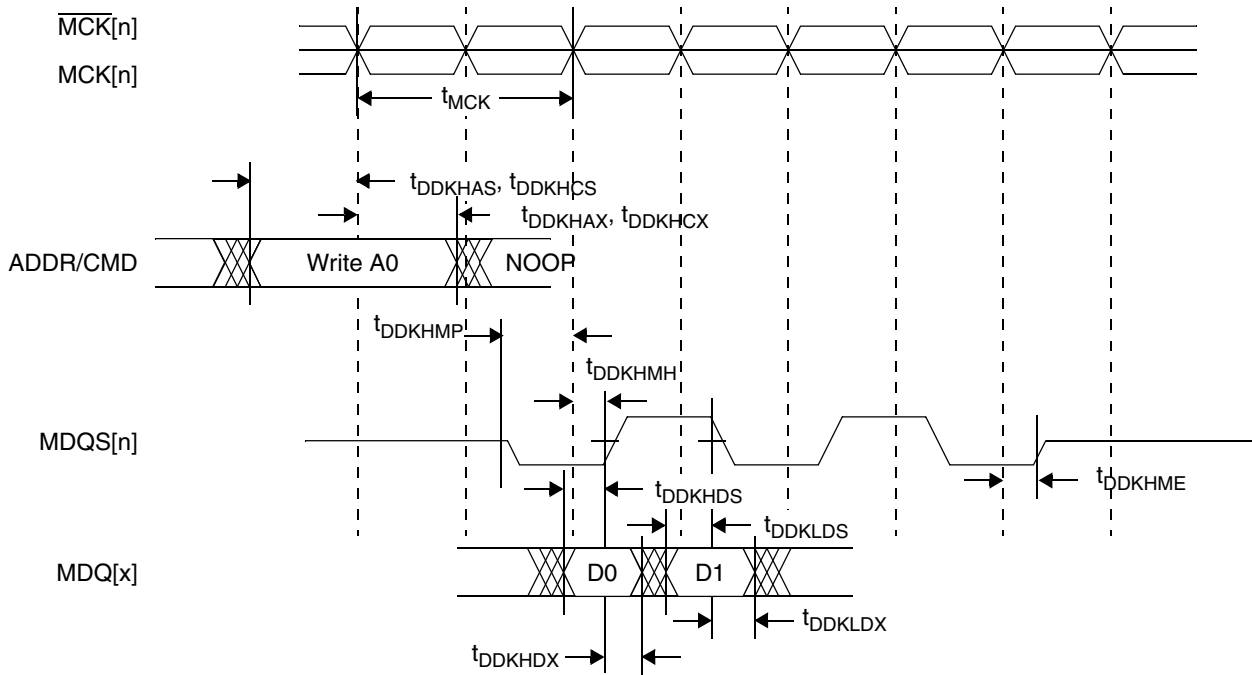 MCK[n]
MCK[n]
tMCK
tDDKHAS, tDDKHCS
tDDKHAX, tDDKHCX
ADDR/CMD
Write A0
NOOP
tDDKHMP
tDDKHMH
MDQS[n]
tDDKHME
tDDKHDS
tDDKLDS
MDQ[x]
D0
D1
tDDKLDX
tDDKHDX